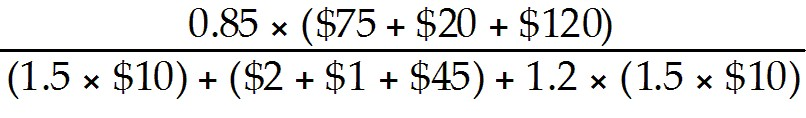 0.85 × ($75 + $20 + $120)
(1.5 × $10) + ($2 + $1 + $45) + 1.2 × (1.5 × $10)